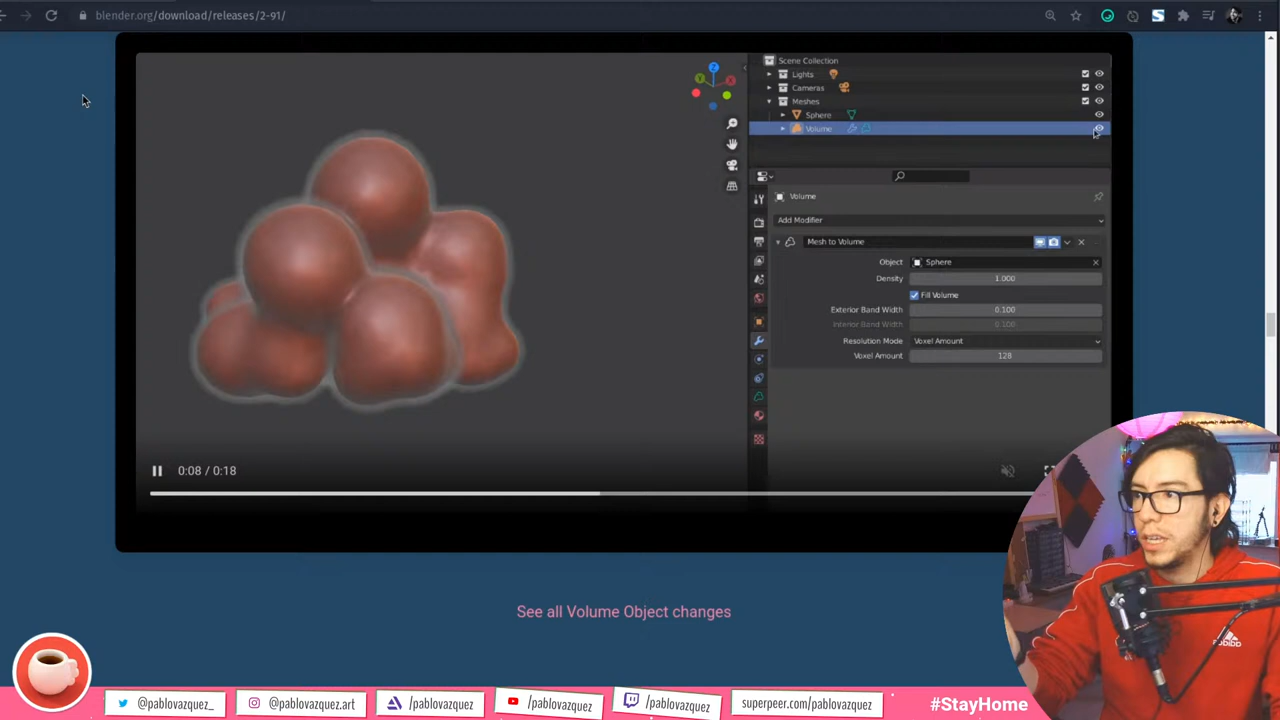 blender.org/download/releases/2-91/
Scene Collection
Lights
Cameras
Meshes
Sphere
Volume
Z
Y
X
Volume
Add Modifier
Mesh to Volume
Object
Sphere
Density
1.000
Fill Volume
Exterior Band Width
0.100
Interior Band Width
0.100
Resolution Mode
Voxel Amount
Voxel Amount
128
0:08 / 0:18
See all Volume Object changes
@pablovazquez_
@pablovazquez.art
/pablovazquez
/pablovazquez
/pablovazquez
superpeer.com/pablovazquez
#StayHome